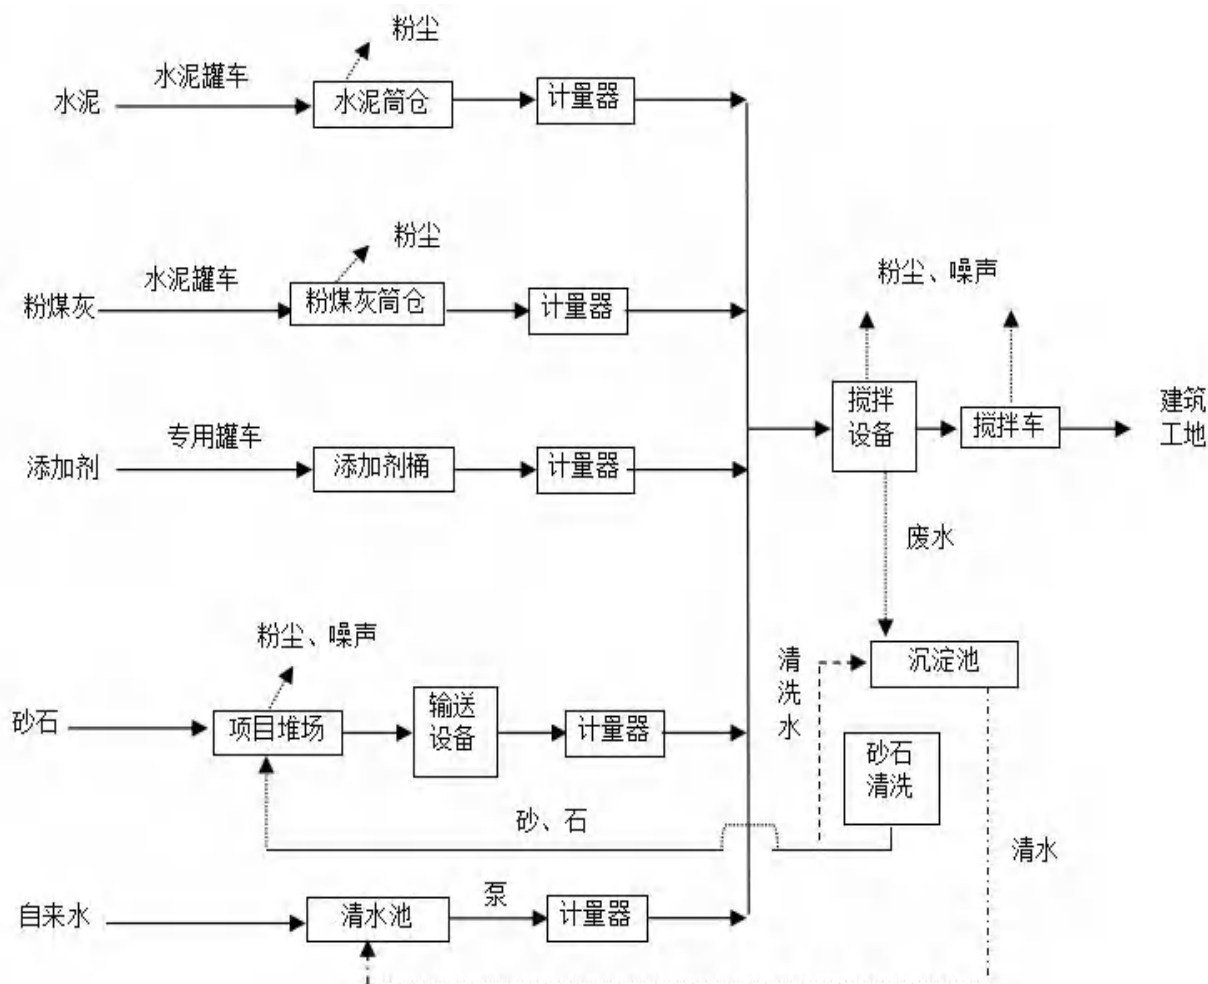 粉尘
水泥
水泥罐车
水泥筒仓
计量器
粉尘
粉煤灰
水泥罐车
粉煤灰筒仓
计量器
粉尘、噪声
添加剂
专用罐车
添加剂桶
计量器
搅拌
设备
搅拌车
建筑
工地
废水
粉尘、噪声
砂石
项目堆场
输送
设备
计量器
清
洗
水
沉淀池
砂石
清洗
砂、石
清水
自来水
清水池
泵
计量器